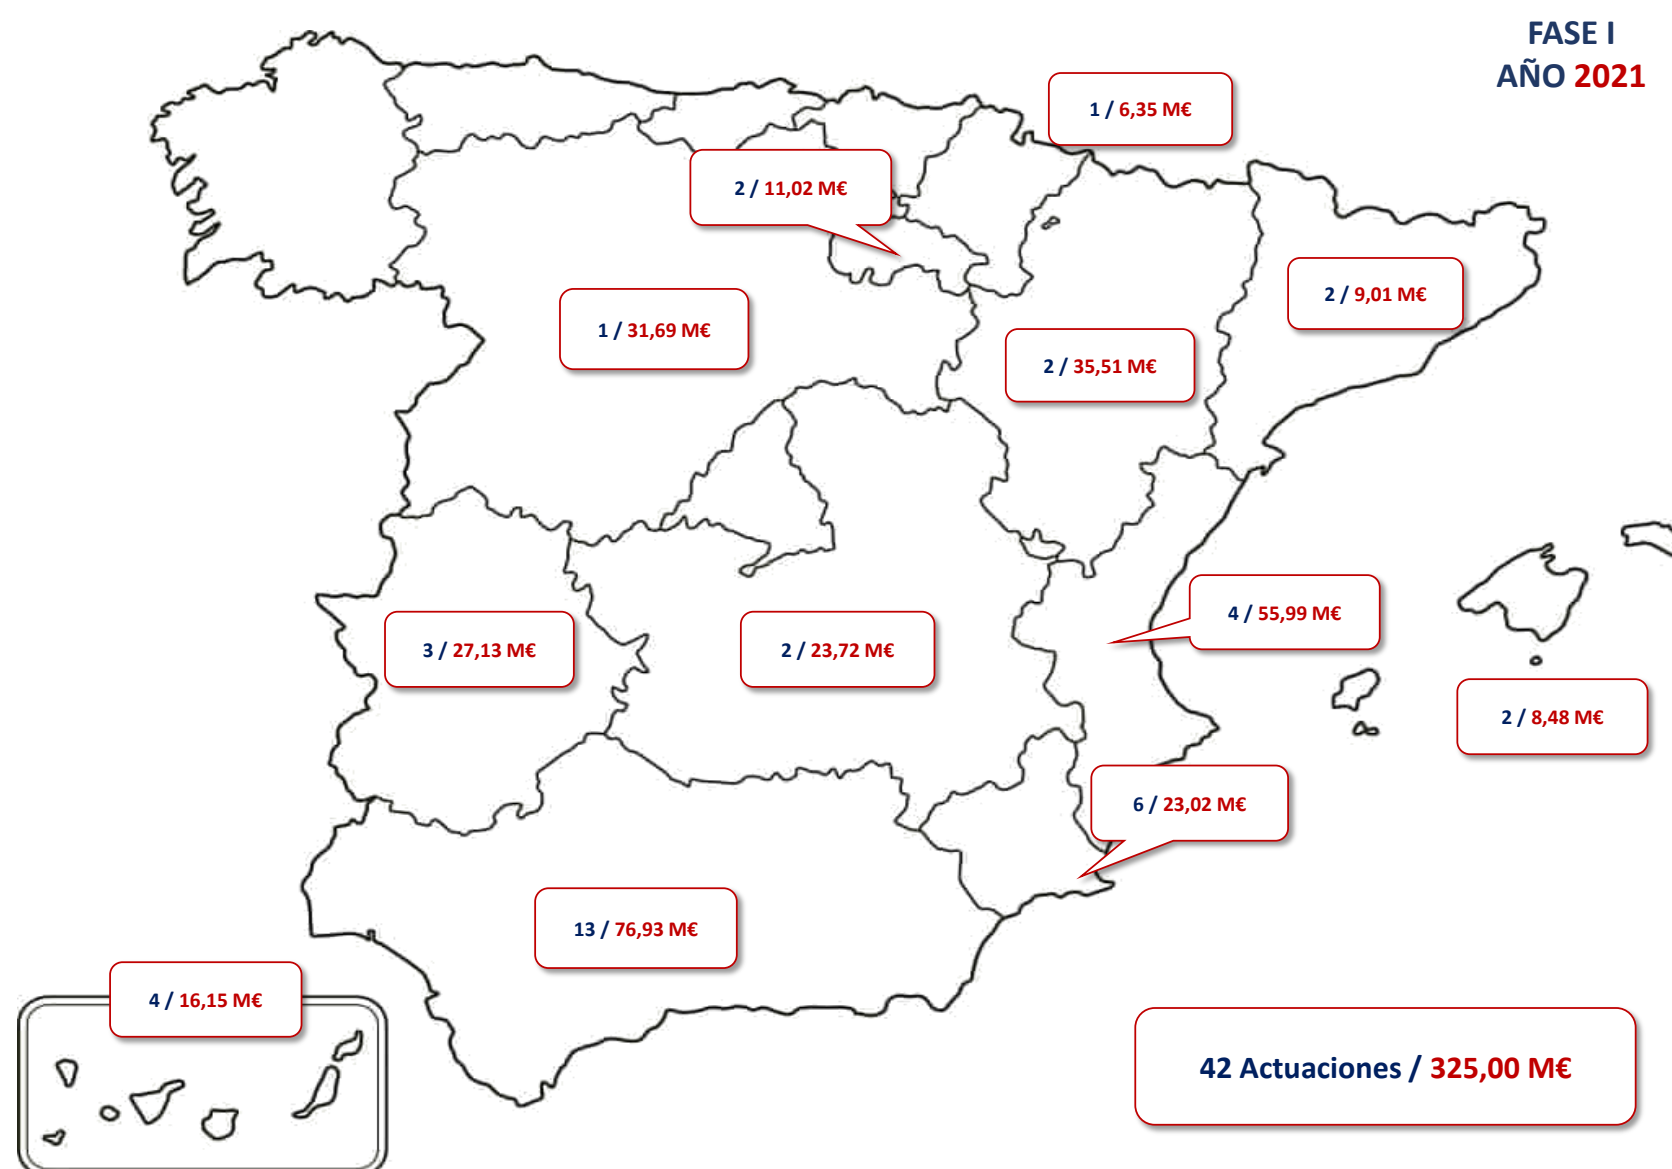 FASE I
AÑO 2021
1 / 6,35 M€
2 / 11,02 M€
2 / 9,01 M€
1 / 31,69 M€
2 / 35,51 M€
4 / 55,99 M€
3 / 27,13 M€
2 / 23,72 M€
2 / 8,48 M€
6 / 23,02 M€
13 / 76,93 M€
4 / 16,15 M€
42 Actuaciones / 325,00 M€